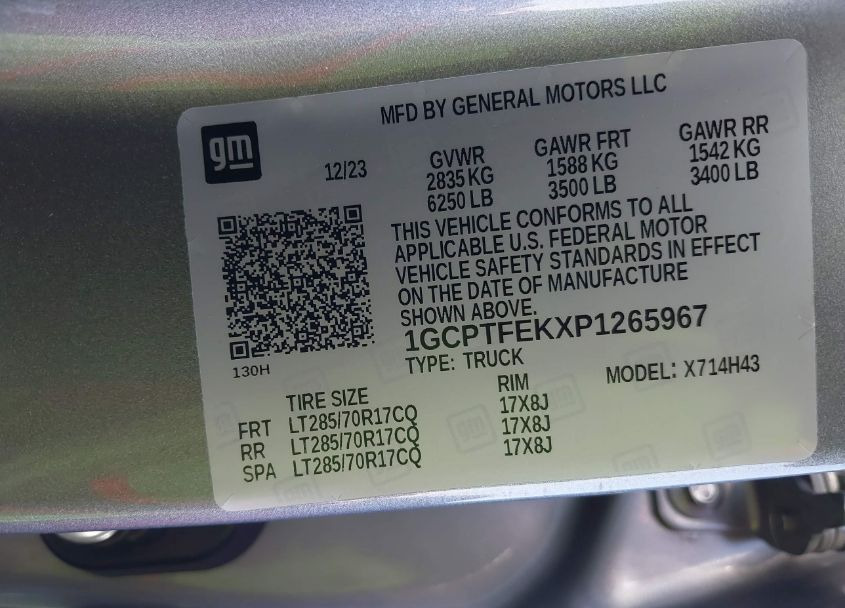 MFD BY GENERAL MOTORS LLC
gm
12/23
GVWR GAWR FRT GAWR RR
2835 KG 1588 KG 1542 KG
6250 LB 3500 LB 3400 LB
THIS VEHICLE CONFORMS TO ALL
APPLICABLE U.S. FEDERAL MOTOR
VEHICLE SAFETY STANDARDS IN EFFECT
ON THE DATE OF MANUFACTURE
SHOWN ABOVE.
1GCPTFEKXP1265967
130H
TYPE: TRUCK
MODEL: X714H43
TIRE SIZE RIM
FRT LT285/70R17CQ 17X8J
RR LT285/70R17CQ 17X8J
SPA LT285/70R17CQ 17X8J